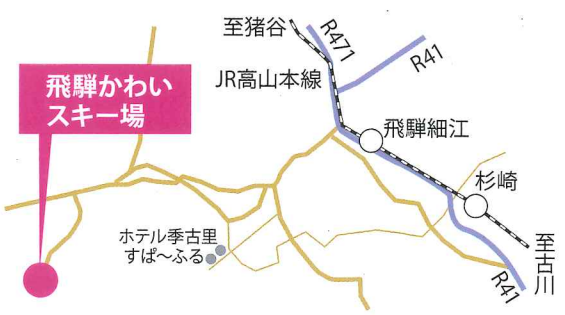 至猪谷
R471
R41
JR高山本線
飛騨かわい
スキー場
飛騨細江
杉崎
ホテル季古里
すぱ～ふる
至古川
R41